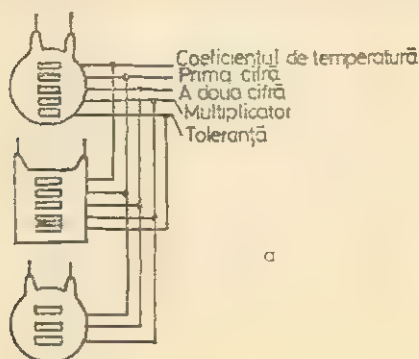 Coeficientul de temperatură
Prima cifră
A doua cifră
Multiplicator
Toleranță
a